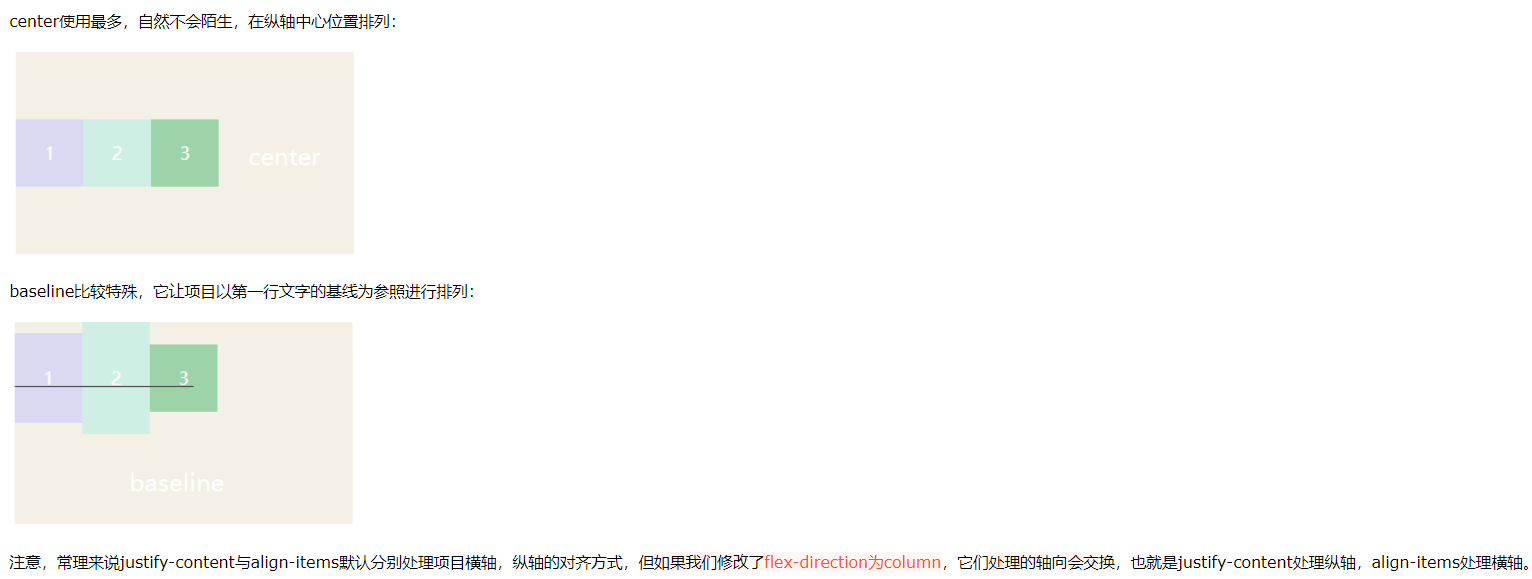 center使用最多，自然不会陌生，在纵轴中心位置排列：
1 2 3 center
baseline比较特殊，它让项目以第一行文字的基线为参照进行排列：
1 2 3
baseline
注意，常理来说justify-content与align-items默认分别处理项目横轴，纵轴的对齐方式，但如果我们修改了flex-direction为column，它们处理的轴向会交换，也就是justify-content处理纵轴，align-items处理横轴。